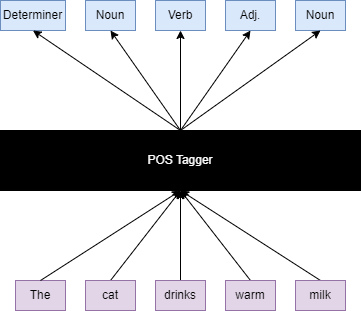 Determiner Noun Verb Adj. Noun
POS Tagger
The cat drinks warm milk